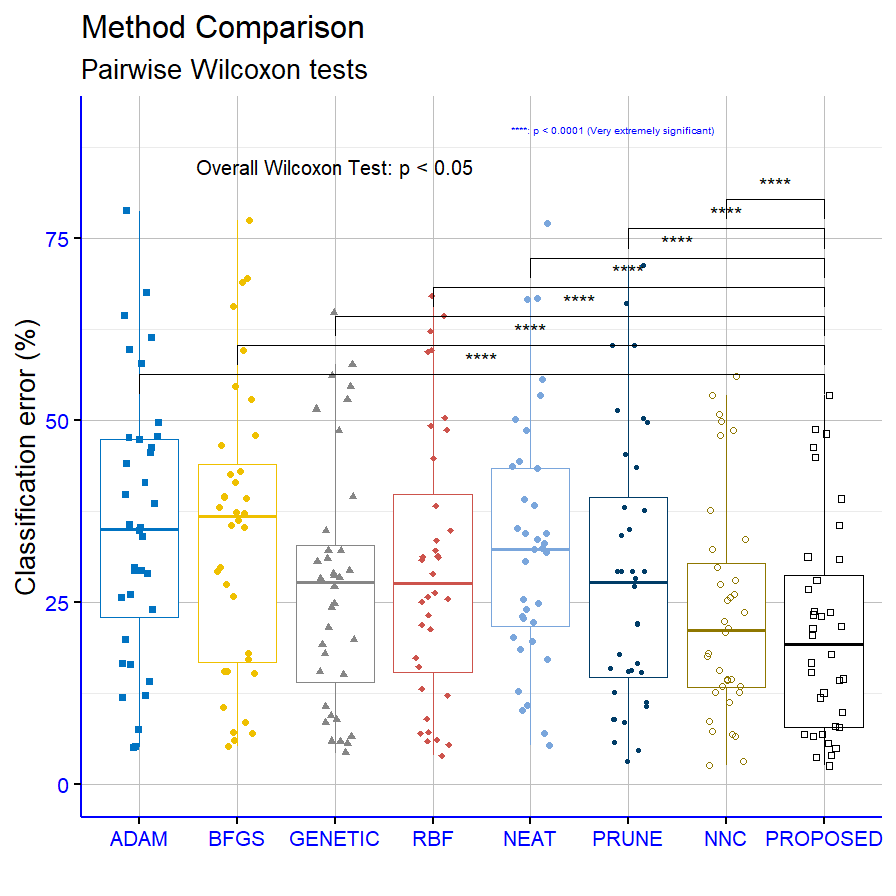 Method Comparison
Pairwise Wilcoxon tests
****: p < 0.0001 (Very extremely significant)
Overall Wilcoxon Test: p < 0.05
****
****
****
****
****
****
****
75
50
25
0
Classification error (%)
ADAM BFGS GENETIC RBF NEAT PRUNE NNC PROPOSED